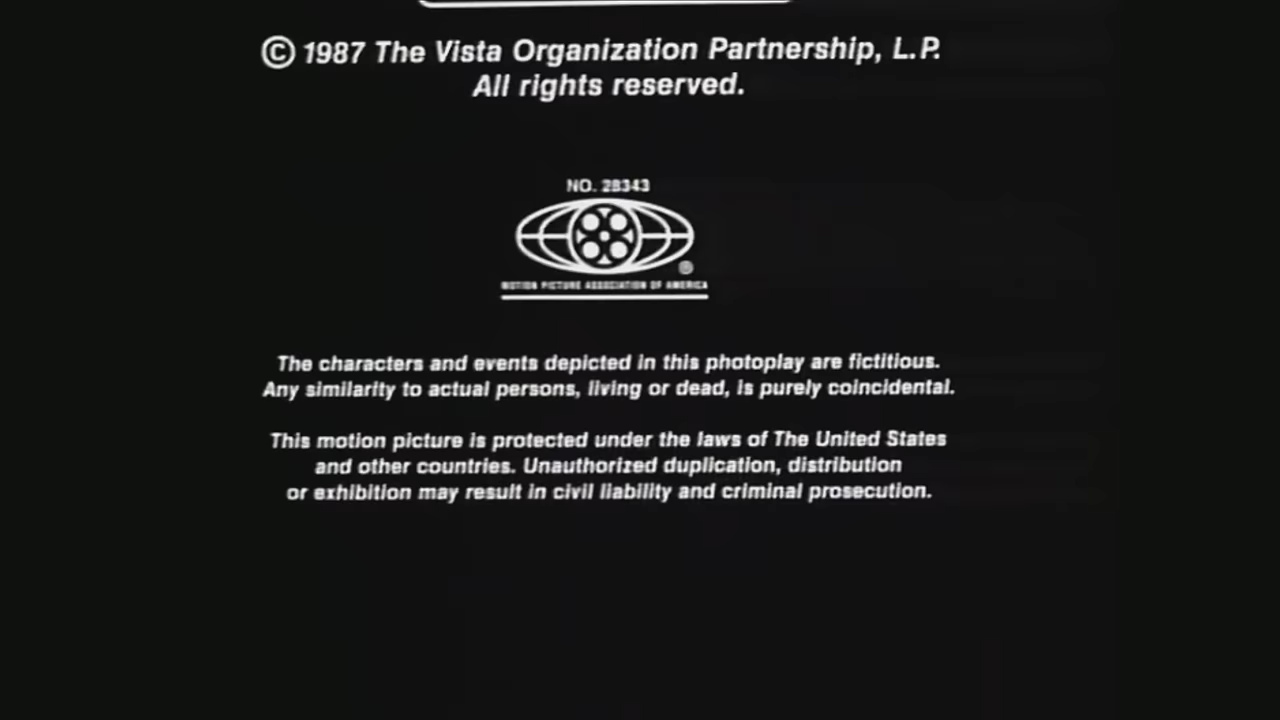 © 1987 The Vista Organization Partnership, L.P.
All rights reserved.
NO. 28343
®
MOTION PICTURE ASSOCIATION OF AMERICA
The characters and events depicted in this photoplay are fictitious.
Any similarity to actual persons, living or dead, is purely coincidental.
This motion picture is protected under the laws of The United States
and other countries. Unauthorized duplication, distribution
or exhibition may result in civil liability and criminal prosecution.